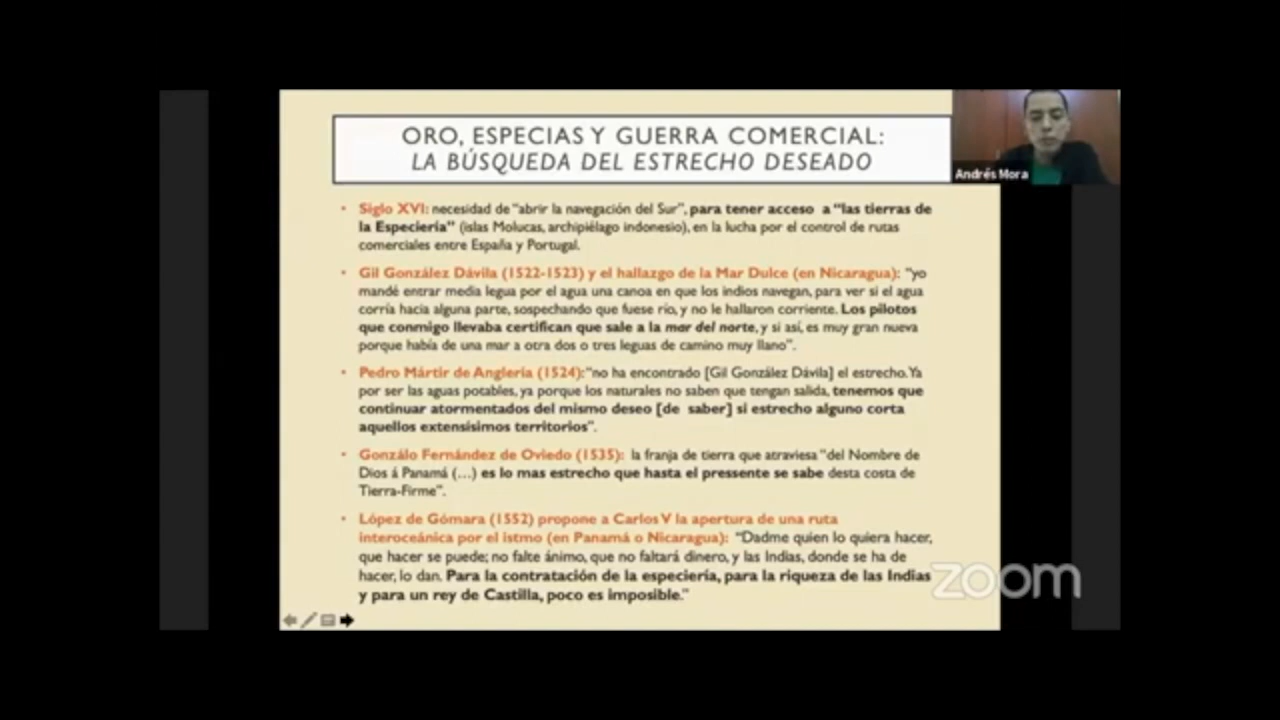 ORO, ESPECIAS Y GUERRA COMERCIAL:
LA BÚSQUEDA DEL ESTRECHO DESEADO
Andrés Mora
• Siglo XVI: necesidad de "abrir la navegación del Sur", para tener acceso a "las tierras de
la Especiería" (islas Molucas, archipiélago indonesio), en la lucha por el control de rutas
comerciales entre España y Portugal.
• Gil González Dávila (1522-1523) y el hallazgo de la Mar Dulce (en Nicaragua): "yo
mandé entrar media legua por el agua una canoa en que los indios navegan, para ver si el agua
corría hacia alguna parte, sospechando que fuese río, y no le hallaron corriente. Los pilotos
que conmigo llevaba certifican que sale a la mar del norte, y si así, es muy gran nueva
porque había de una mar a otra dos o tres leguas de camino muy llano".
• Pedro Mártir de Anglería (1524): "no ha encontrado [Gil González Dávila] el estrecho. Ya
por ser las aguas potables, ya porque los naturales no saben que tengan salida, tenemos que
continuar atormentados del mismo deseo [de saber] si estrecho alguno corta
aquellos extensísimos territorios".
• Gonzálo Fernández de Oviedo (1535): la franja de tierra que atraviesa "del Nombre de
Dios á Panamá (...) es lo mas estrecho que hasta el pressente se sabe desta costa de
Tierra-Firme".
• López de Gómara (1552) propone a Carlos V la apertura de una ruta
interoceánica por el istmo (en Panamá o Nicaragua): "Dadme quien lo quiera hacer,
que hacer se puede; no falte ánimo, que no faltará dinero, y las Indias, donde se ha de
hacer, lo dan. Para la contratación de la especiería, para la riqueza de las Indias
y para un rey de Castilla, poco es imposible."
zoom